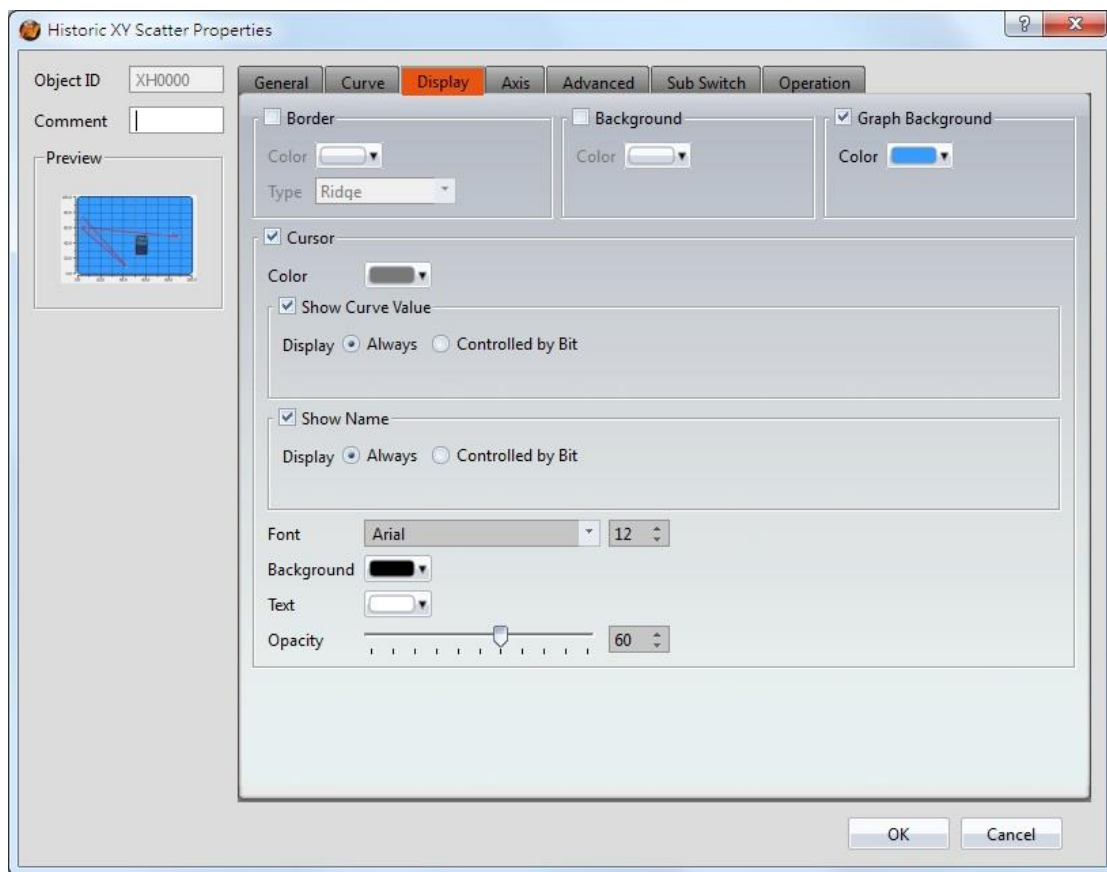 Historic XY Scatter Properties
Object ID XH0000
Comment
Preview
General Curve Display Axis Advanced Sub Switch Operation
Border Background Graph Background
Color Color Color
Type Ridge
Cursor
Color
Show Curve Value
Display Always Controlled by Bit
Show Name
Display Always Controlled by Bit
Font Arial 12
Background
Text
Opacity 60
OK Cancel